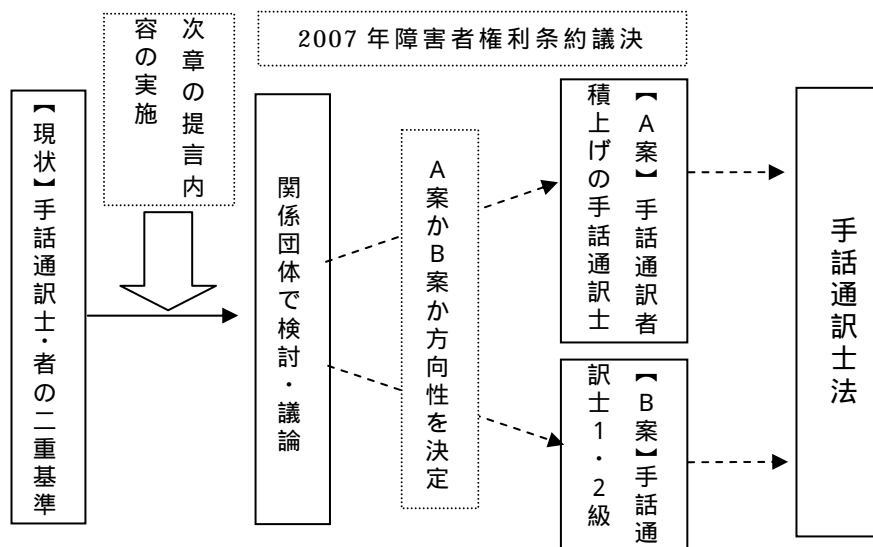 2007年障害者権利条約議決
次章の提言内
容の実施
【現状】手話通訳士・者の二重基準
関係団体で検討・議論
A案かB案か方向性を決定
【A案】手話通訳者
積上げの手話通訳士
【B案】手話通
訳士1・2級
手話通訳士法